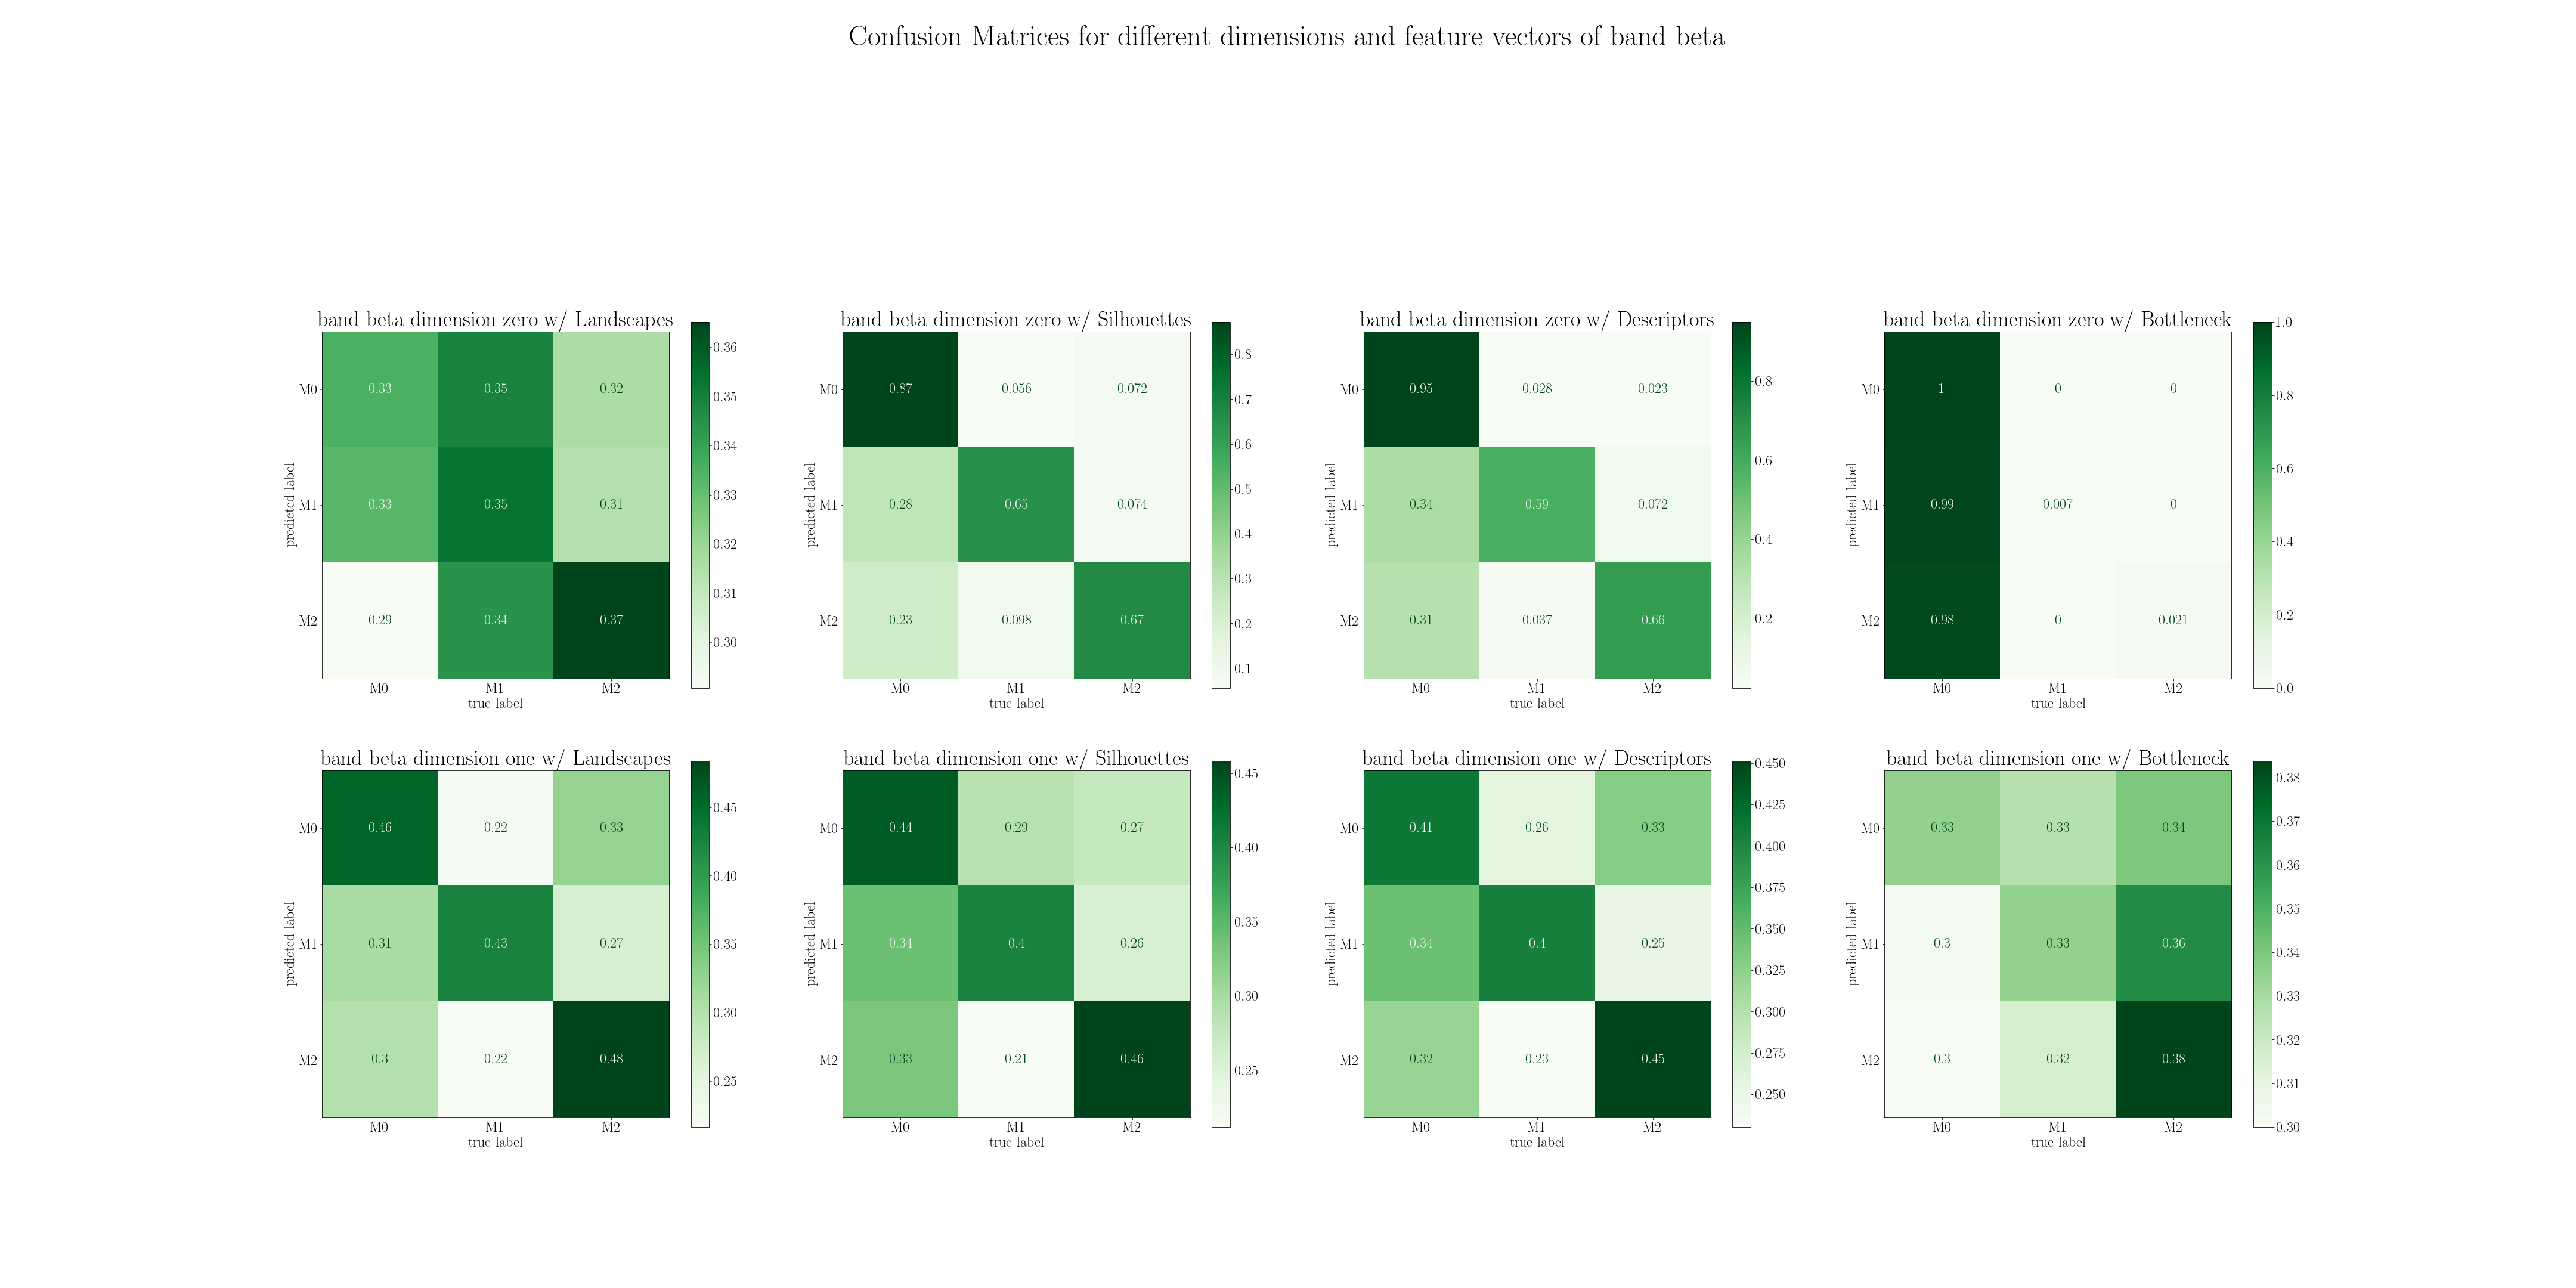 Confusion Matrices for different dimensions and feature vectors of band beta
band beta dimension zero w/ Landscapes
predicted label
M0 0.33 0.35 0.32
M1 0.33 0.35 0.31
M2 0.29 0.34 0.37
M0 M1 M2
true label
0.36
0.35
0.34
0.33
0.32
0.31
0.30
band beta dimension zero w/ Silhouettes
predicted label
M0 0.87 0.056 0.072
M1 0.28 0.65 0.074
M2 0.23 0.098 0.67
M0 M1 M2
true label
0.8
0.7
0.6
0.5
0.4
0.3
0.2
0.1
band beta dimension zero w/ Descriptors
predicted label
M0 0.95 0.028 0.023
M1 0.34 0.59 0.072
M2 0.31 0.037 0.66
M0 M1 M2
true label
0.8
0.6
0.4
0.2
band beta dimension zero w/ Bottleneck
predicted label
M0 1 0 0
M1 0.99 0.007 0
M2 0.98 0 0.021
M0 M1 M2
true label
1.0
0.8
0.6
0.4
0.2
0.0
band beta dimension one w/ Landscapes
predicted label
M0 0.46 0.22 0.33
M1 0.31 0.43 0.27
M2 0.3 0.22 0.48
M0 M1 M2
true label
0.45
0.40
0.35
0.30
0.25
band beta dimension one w/ Silhouettes
predicted label
M0 0.44 0.29 0.27
M1 0.34 0.4 0.26
M2 0.33 0.21 0.46
M0 M1 M2
true label
0.45
0.40
0.35
0.30
0.25
band beta dimension one w/ Descriptors
predicted label
M0 0.41 0.26 0.33
M1 0.34 0.4 0.25
M2 0.32 0.23 0.45
M0 M1 M2
true label
0.450
0.425
0.400
0.375
0.350
0.325
0.300
0.275
0.250
band beta dimension one w/ Bottleneck
predicted label
M0 0.33 0.33 0.34
M1 0.3 0.33 0.36
M2 0.3 0.32 0.38
M0 M1 M2
true label
0.38
0.37
0.36
0.35
0.34
0.33
0.32
0.31
0.30